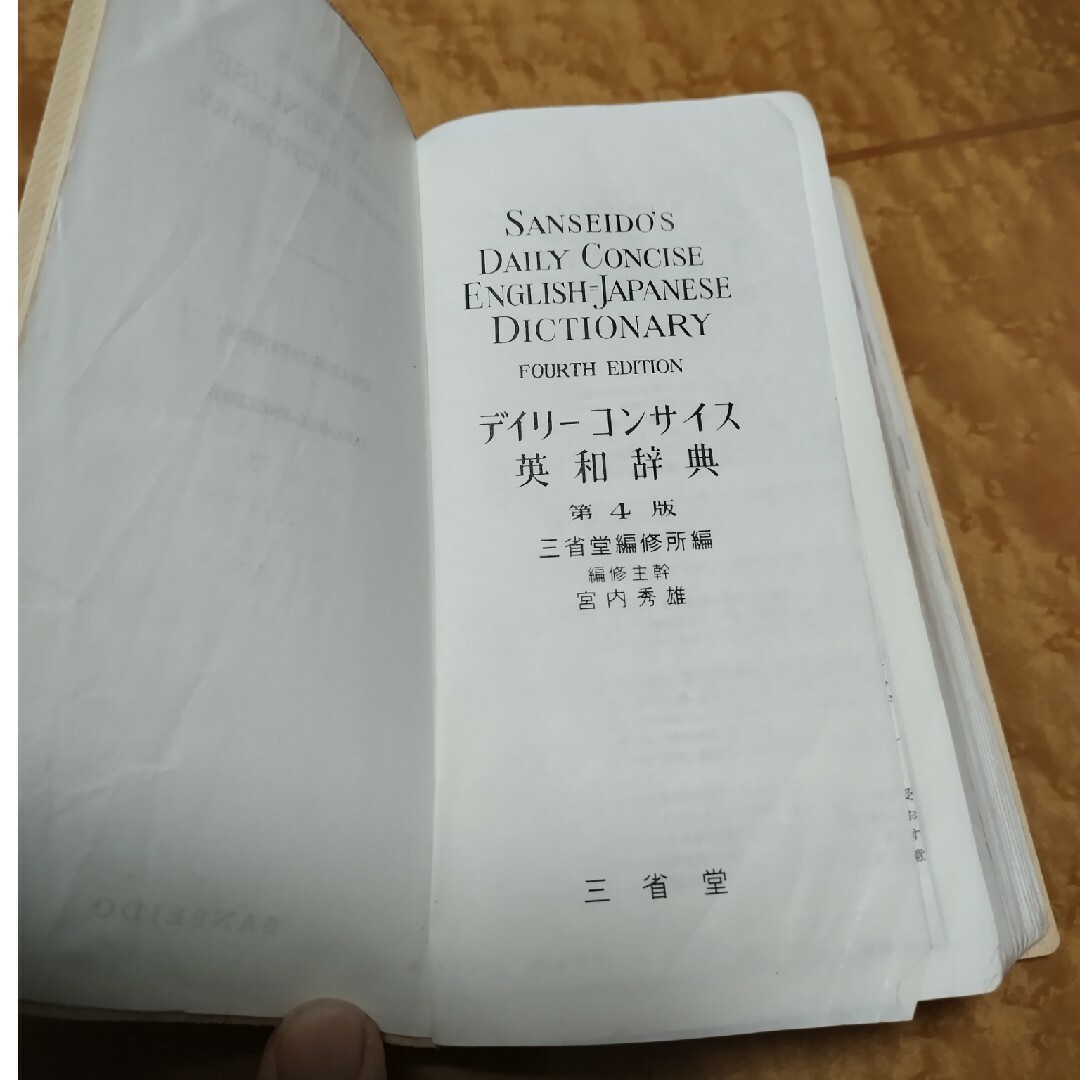 SANSEIDO'S
DAILY CONCISE
ENGLISH-JAPANESE
DICTIONARY
FOURTH EDITION
デイリーコンサイス
英和辞典
第4版
三省堂編修所編
編修主幹
宮内秀雄
三省堂
SANSEIDO